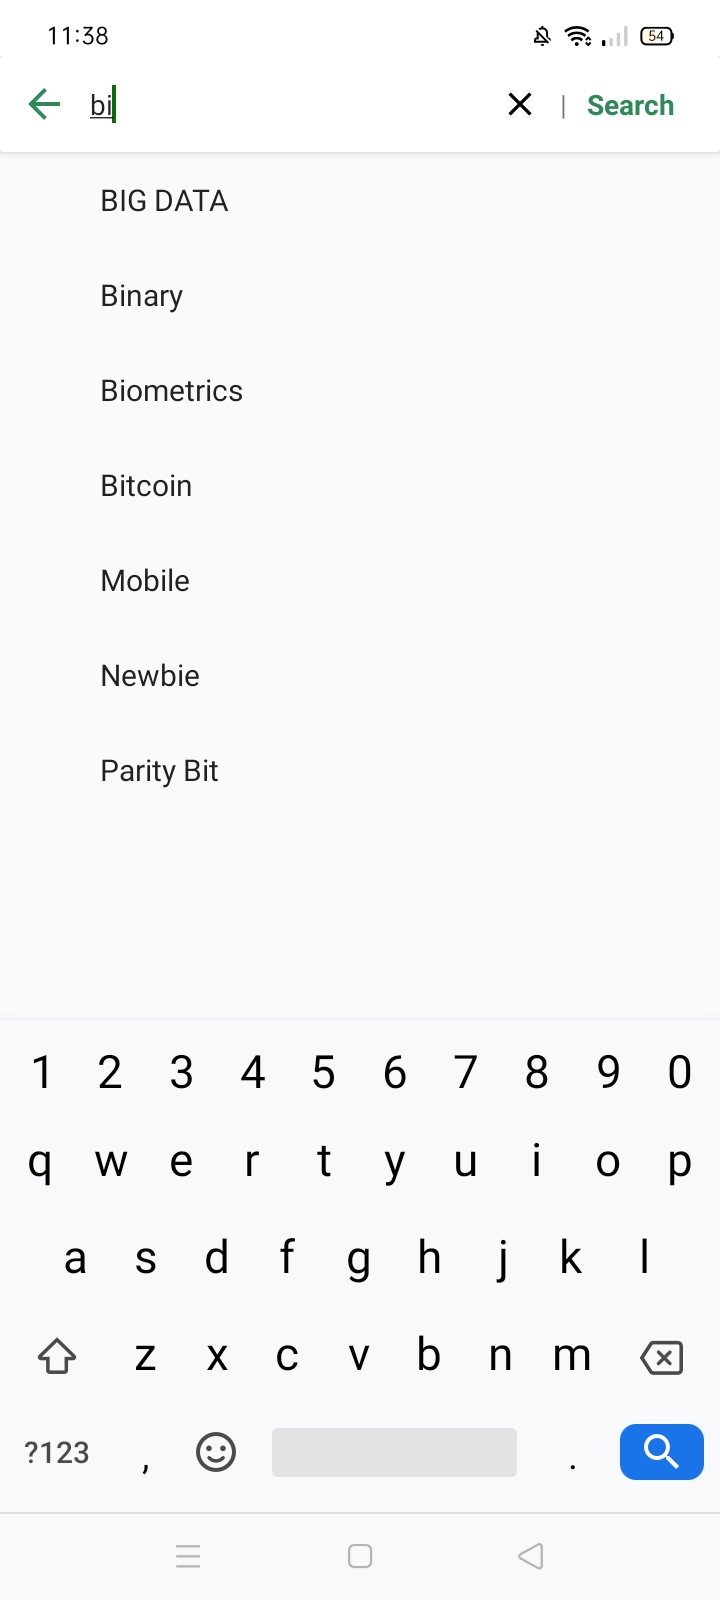 11:38 54
bi | Search
BIG DATA
Binary
Biometrics
Bitcoin
Mobile
Newbie
Parity Bit
1 2 3 4 5 6 7 8 9 0
q w e r t y u i o p
a s d f g h j k l
z x c v b n m
?123 , .